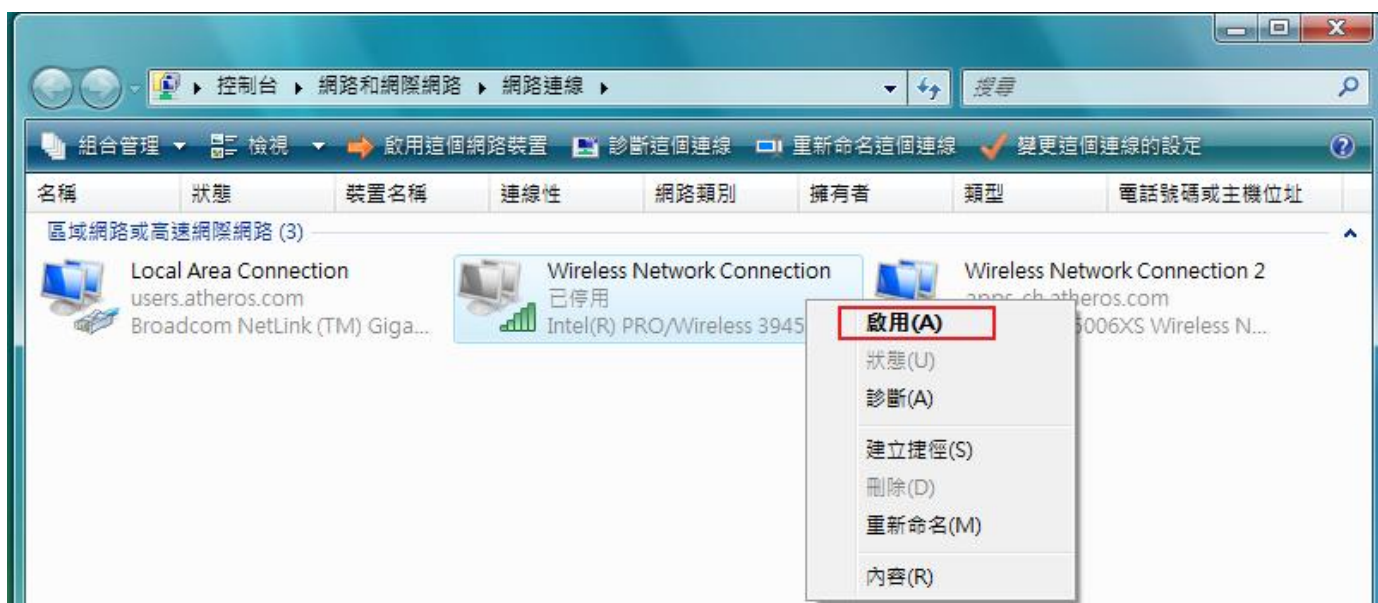 控制台 網路和網際網路 網路連線
搜尋
組合管理 檢視 啟用這個網路裝置 診斷這個連線 重新命名這個連線 變更這個連線的設定
名稱 狀態 裝置名稱 連線性 網路類別 擁有者 類型 電話號碼或主機位址
區域網路或高速網際網路 (3)
Local Area Connection
users.atheros.com
Broadcom NetLink (TM) Giga...
Wireless Network Connection
已停用
Intel(R) PRO/Wireless 3945
Wireless Network Connection 2
apps-ch.atheros.com
5006XS Wireless N...
啟用(A)
狀態(U)
診斷(A)
建立捷徑(S)
刪除(D)
重新命名(M)
內容(R)